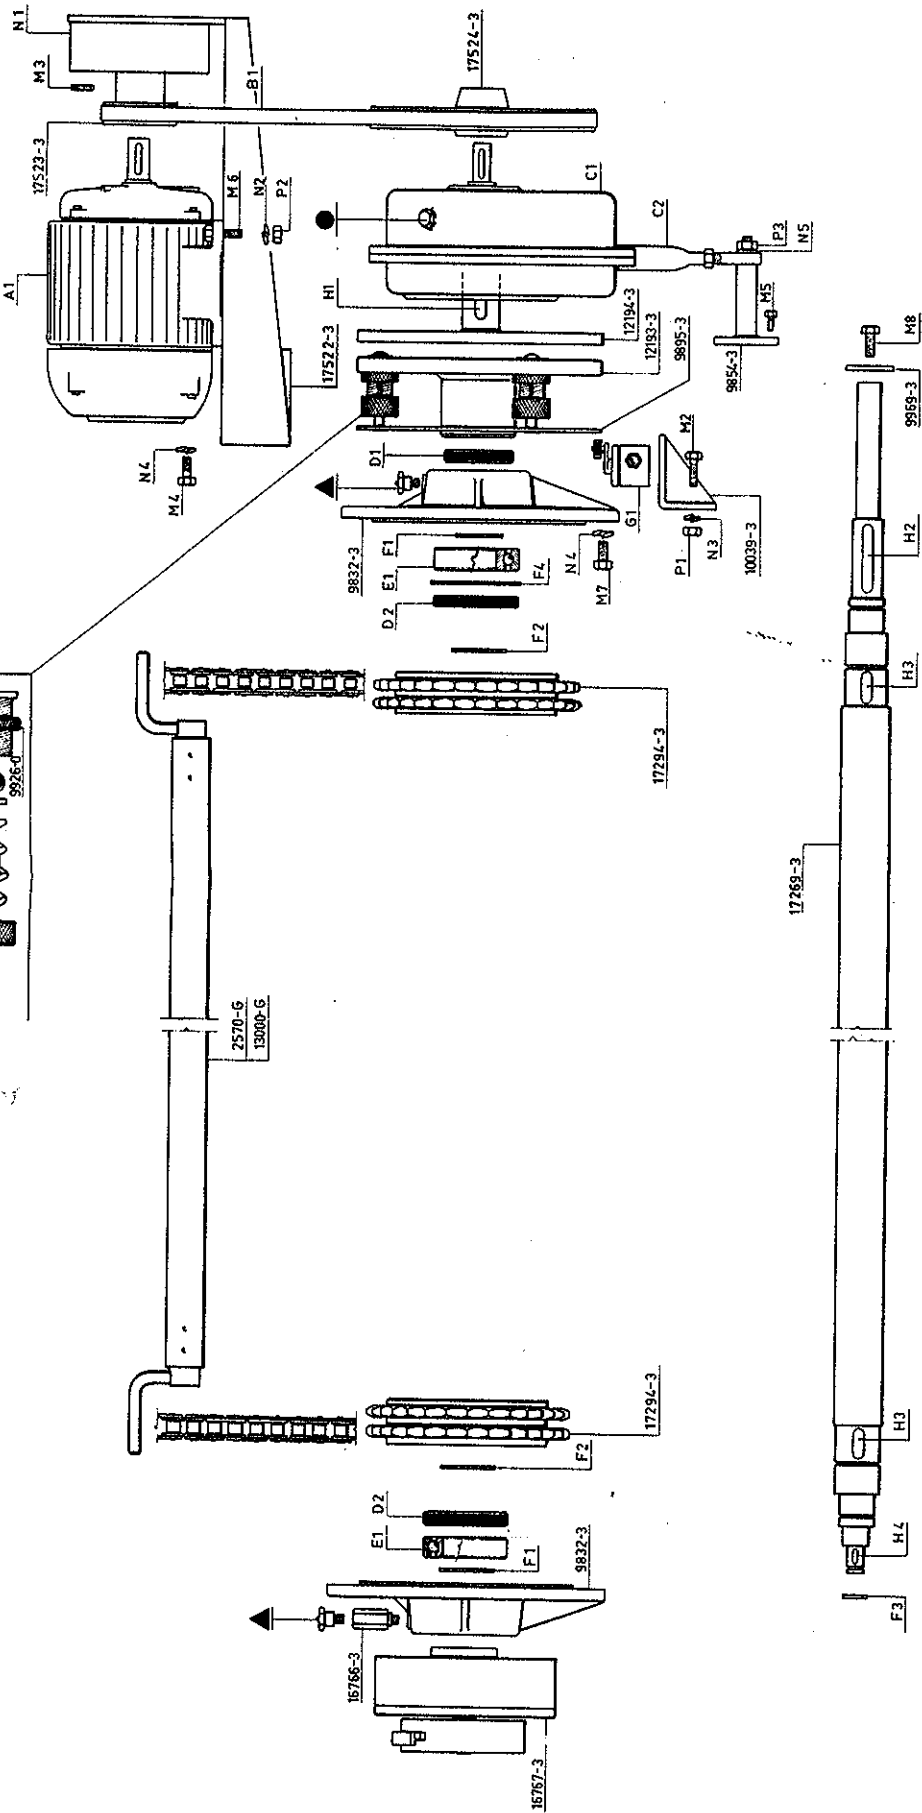 N1
M3
17523-3
A1
B1
17524-3
M6
N2
P2
C1
C2
P3
N5
M5
H1
17522-3
12194-3
12193-3
9895-3
9854-3
M8
9969-3
N4
M4
D1
M2
G1
9832-3
F1
E1
F4
D2
N4
M7
P1
N3
10039-3
H2
F2
H3
9926-0
17294-3
17269-3
2570-G
13000-G
17294-3
F2
D2
E1
F1
9832-3
H3
H4
F3
16766-3
16767-3